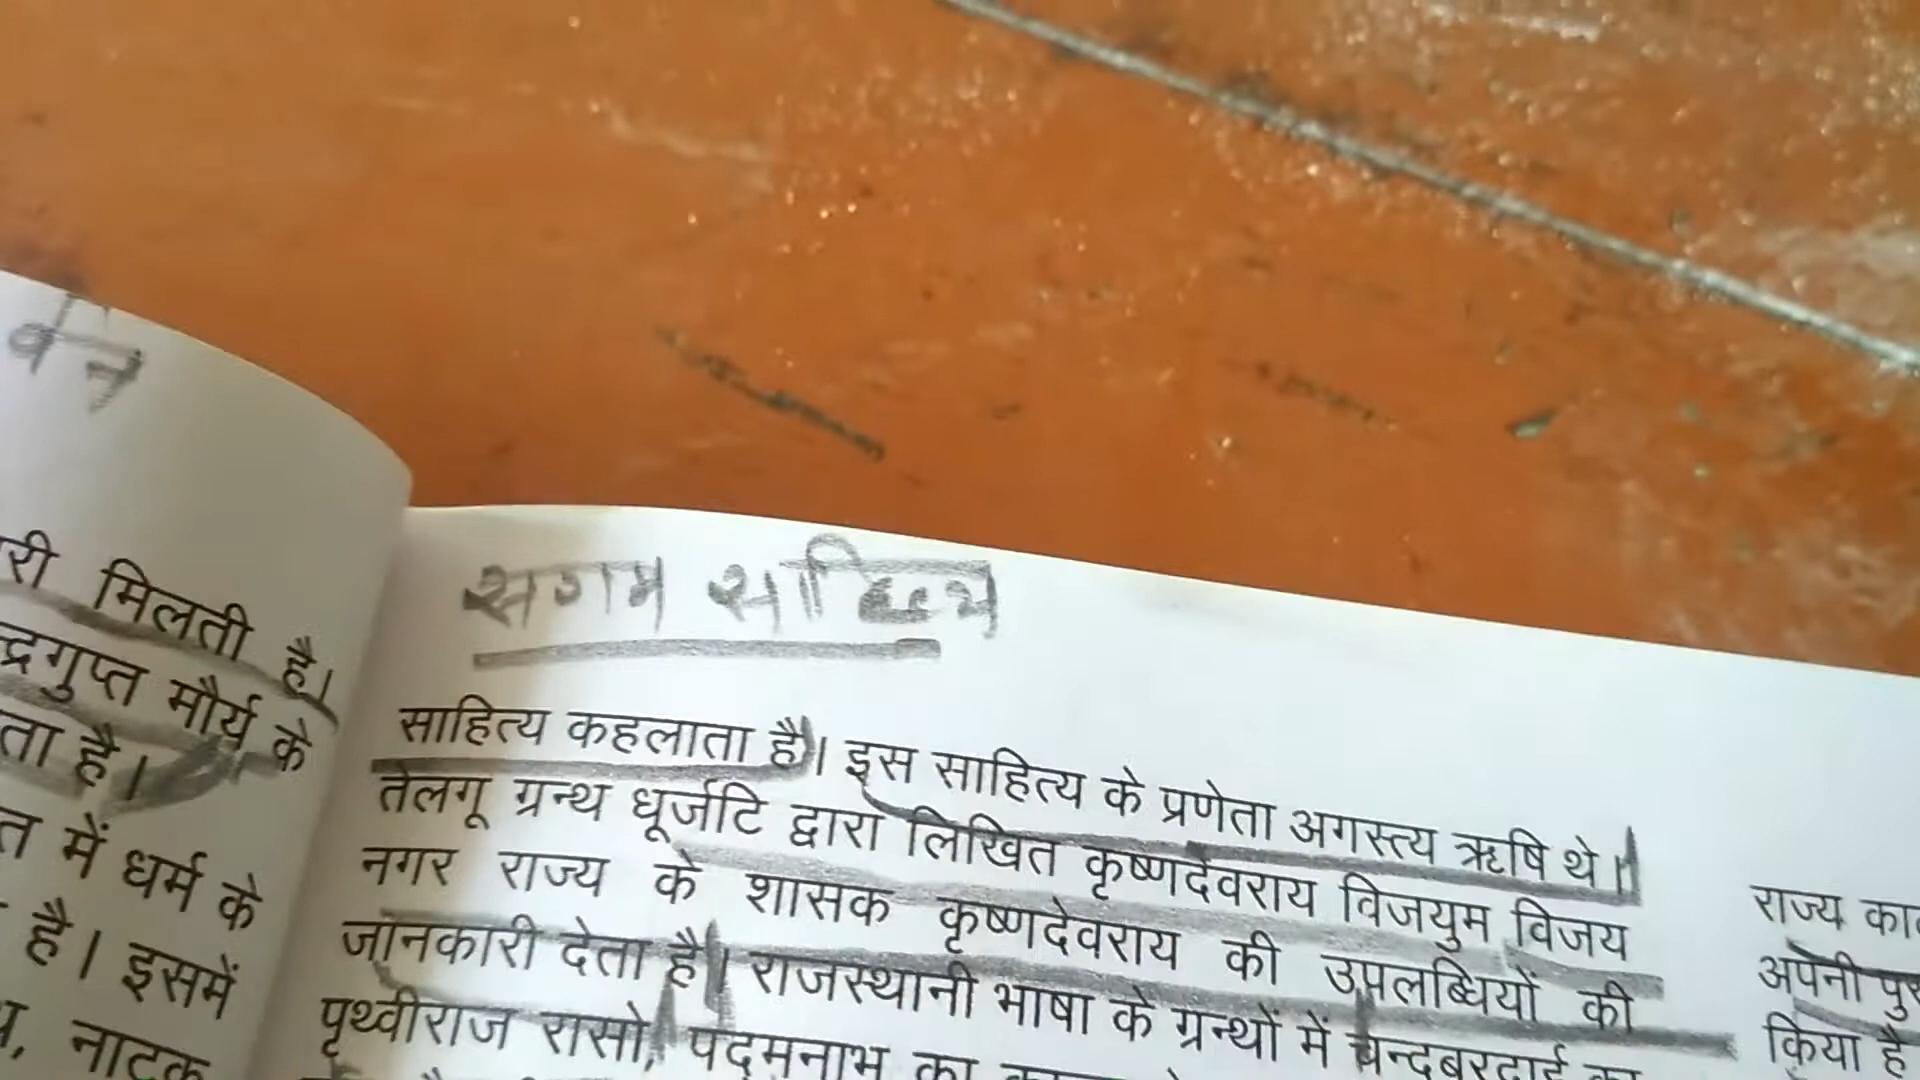 री मिलती है।
द्रगुप्त मौर्य के
ता है।
त में धर्म के
है। इसमें
नाटक
सगम साहित्य
साहित्य कहलाता है। इस साहित्य के प्रणेता अगस्त्य ऋषि थे।
तेलगू ग्रन्थ धूर्जटि द्वारा लिखित कृष्णदेवराय विजयुम विजय
नगर राज्य के शासक कृष्णदेवराय की उपलब्धियों की
जानकारी देता है। राजस्थानी भाषा के ग्रन्थों में चन्दबरदाई का
पृथ्वीराज रासो, पद्मनाभ का
राज्य का
अपनी पु
किया है